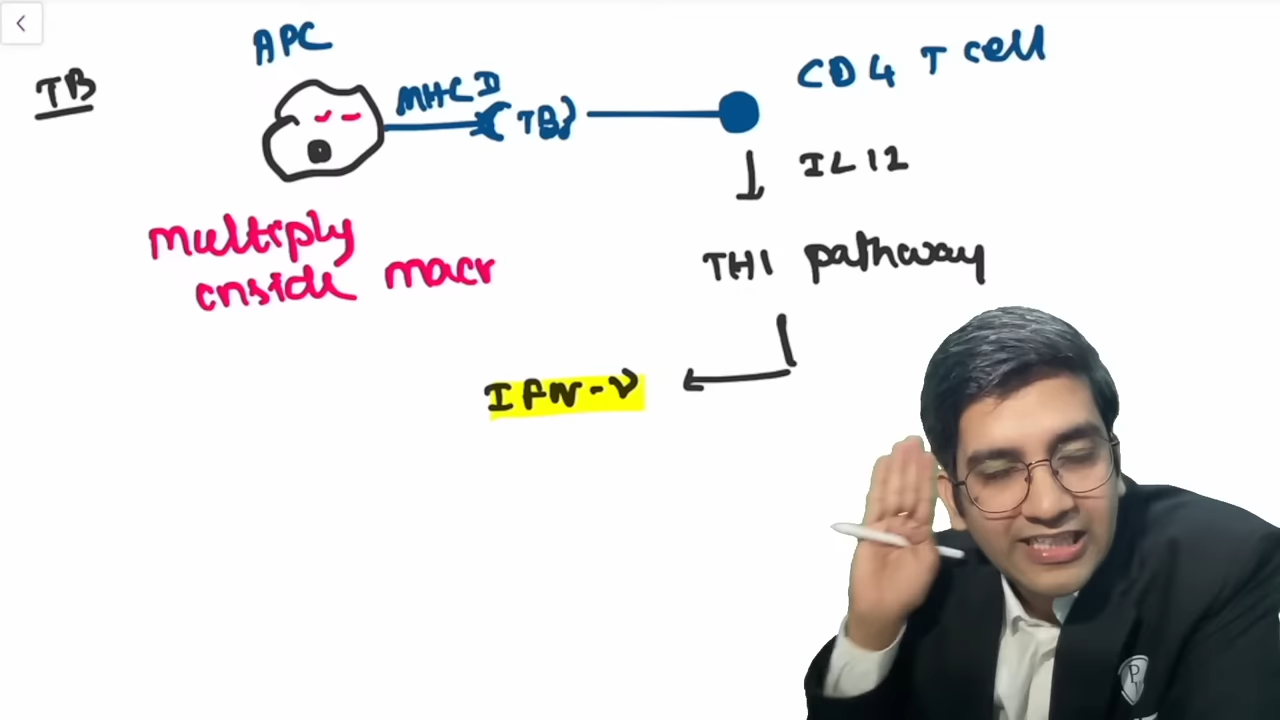 TB
APC
MHC II
(TB)
CD4 T cell
IL12
TH1 pathway
multiply
inside macr
IFN-γ